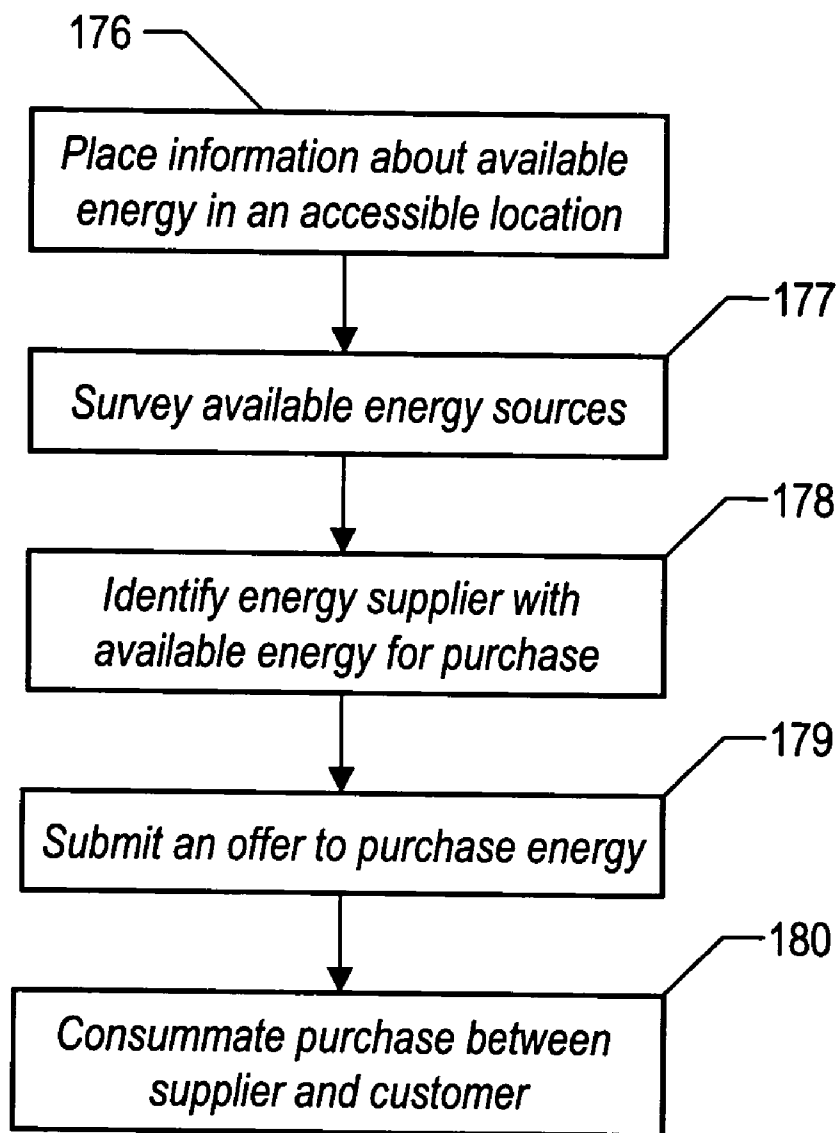 176
Place information about available
energy in an accessible location
177
Survey available energy sources
178
Identify energy supplier with
available energy for purchase
179
Submit an offer to purchase energy
180
Consummate purchase between
supplier and customer